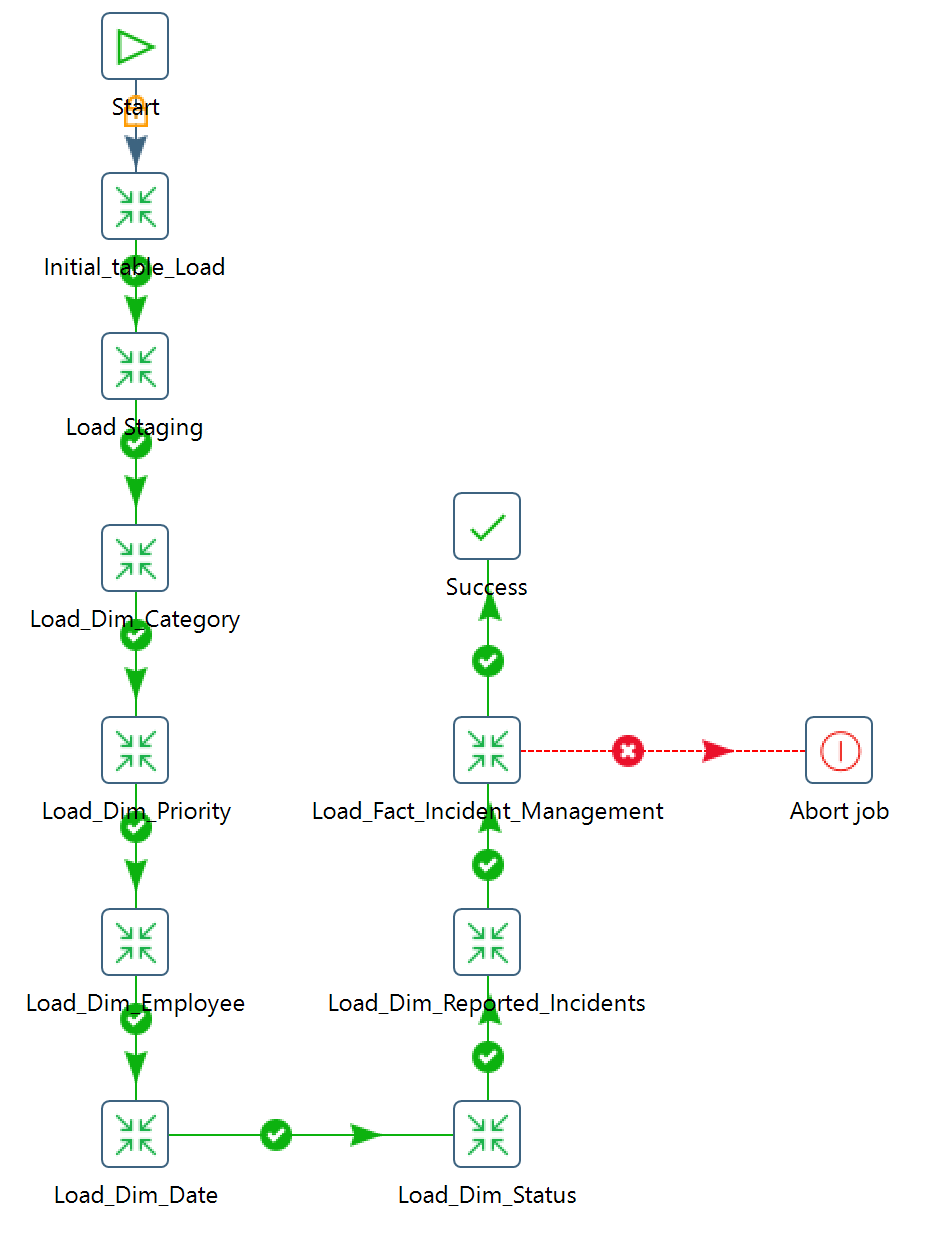 Start
Initial_table_Load
Load Staging
Load_Dim_Category
Load_Dim_Priority
Load_Dim_Employee
Load_Dim_Date
Load_Dim_Status
Load_Dim_Reported_Incidents
Load_Fact_Incident_Management
Success
Abort job